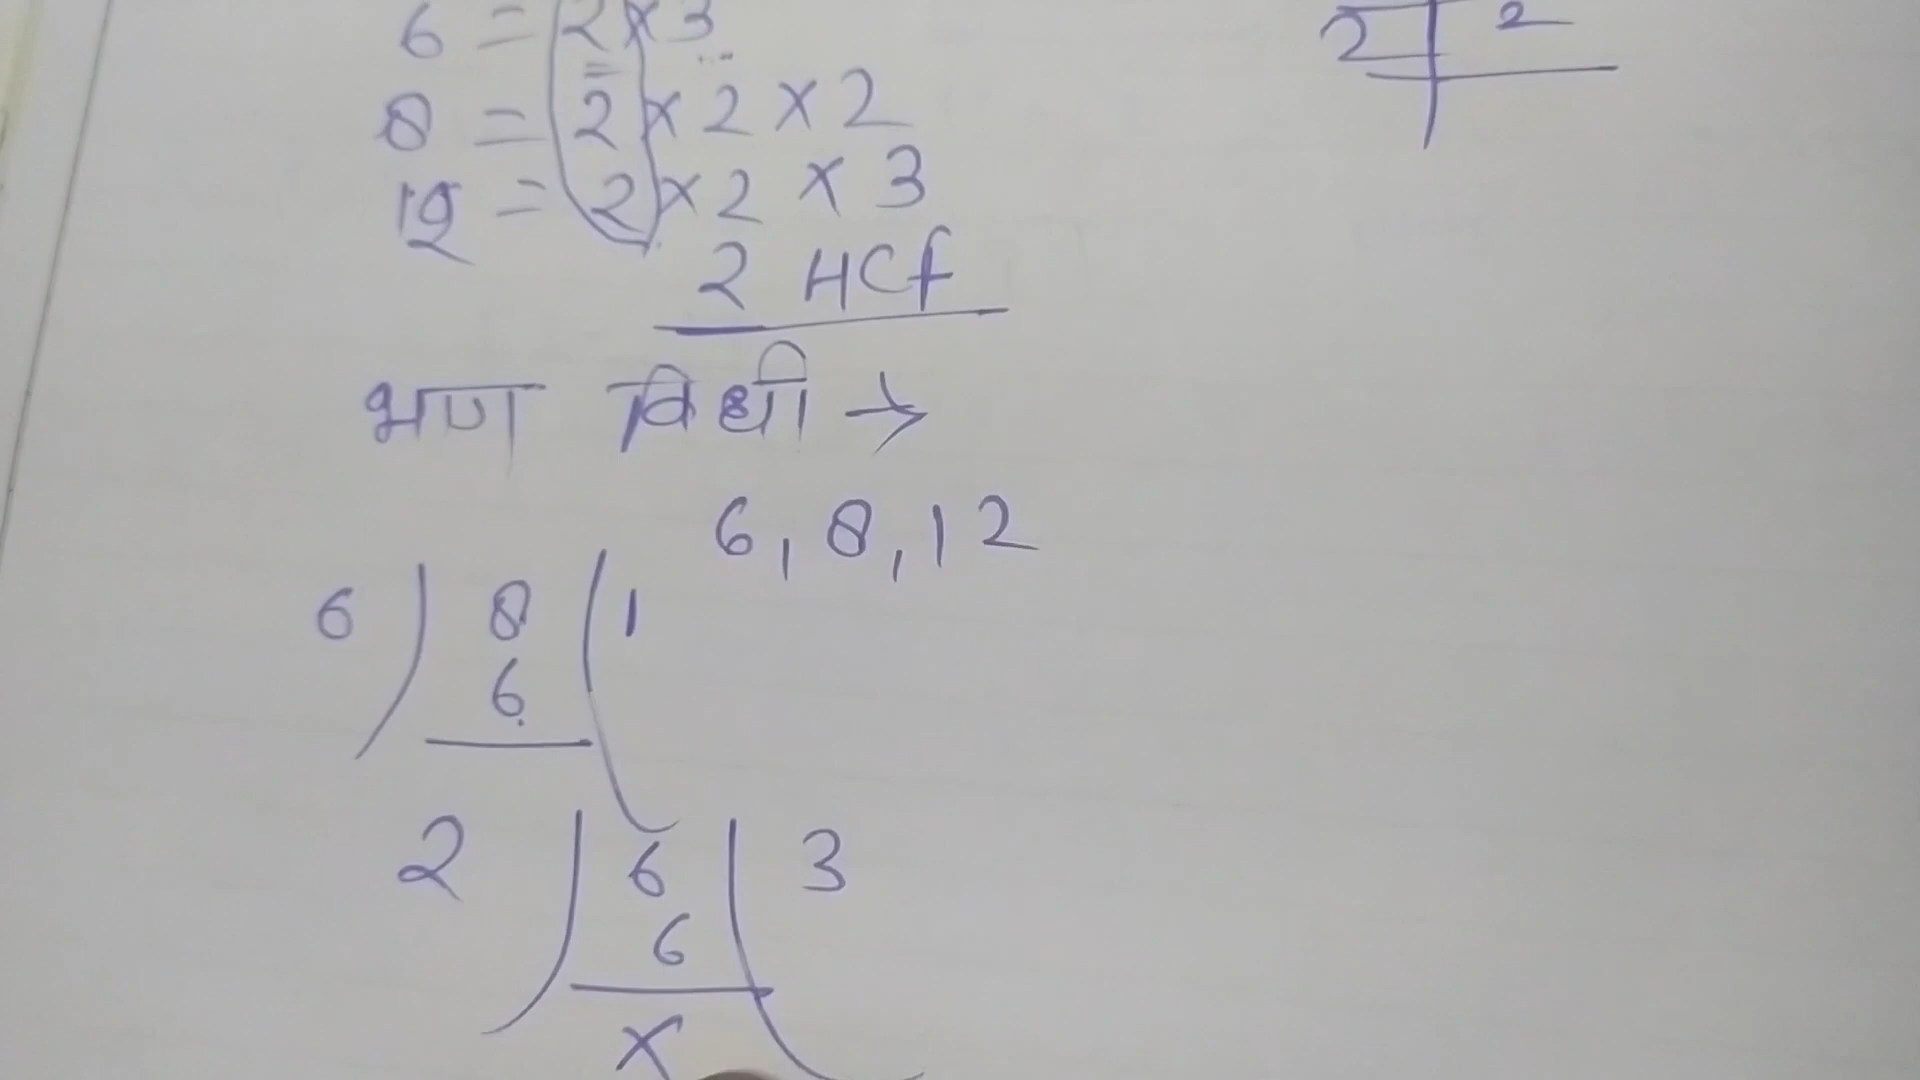 6 = 2 x 3
2 2
8 = 2 x 2 x 2
12 = 2 x 2 x 3
2 HCf
भाग विधी →
6, 8, 12
6 ) 8 ( 1
6
2 ) 6 ( 3
6
x